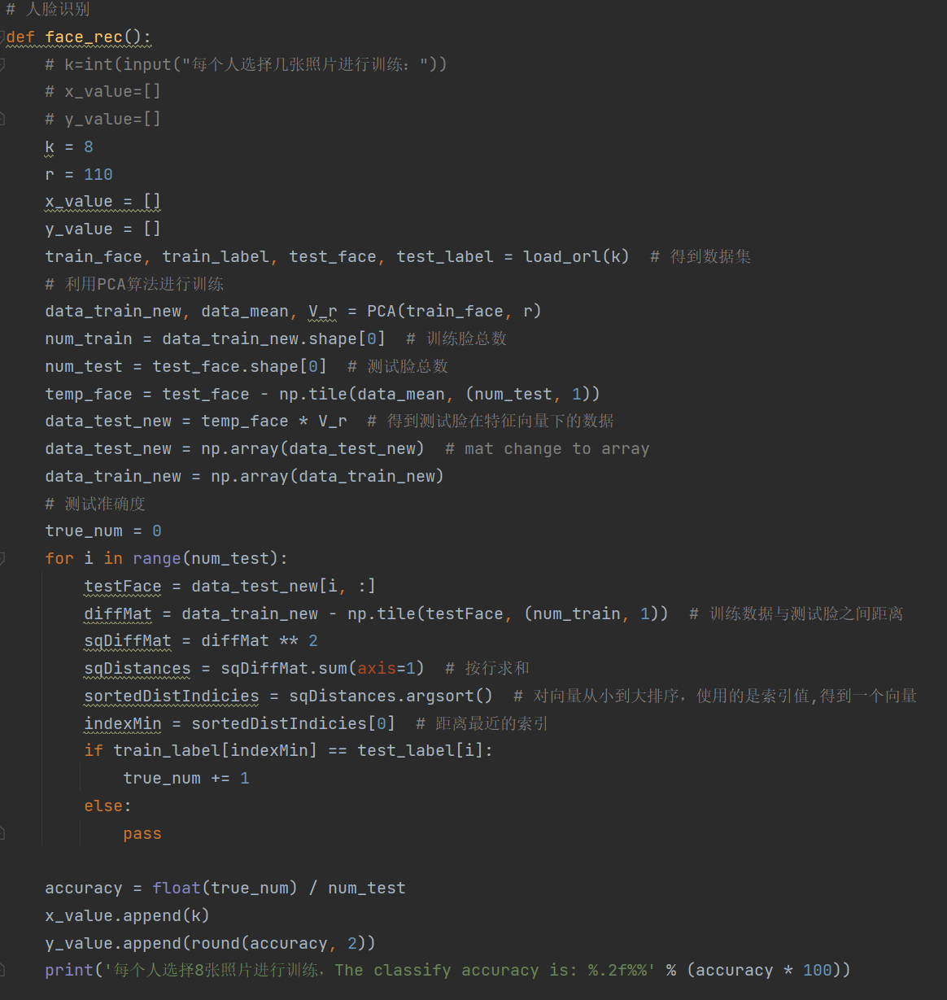 # 人脸识别
def face_rec():
    # k=int(input("每个人选择几张照片进行训练："))
    # x_value=[]
    # y_value=[]
    k = 8
    r = 110
    x_value = []
    y_value = []
    train_face, train_label, test_face, test_label = load_orl(k)  # 得到数据集
    # 利用PCA算法进行训练
    data_train_new, data_mean, V_r = PCA(train_face, r)
    num_train = data_train_new.shape[0]  # 训练脸总数
    num_test = test_face.shape[0]  # 测试脸总数
    temp_face = test_face - np.tile(data_mean, (num_test, 1))
    data_test_new = temp_face * V_r  # 得到测试脸在特征向量下的数据
    data_test_new = np.array(data_test_new)  # mat change to array
    data_train_new = np.array(data_train_new)
    # 测试准确度
    true_num = 0
    for i in range(num_test):
        testFace = data_test_new[i, :]
        diffMat = data_train_new - np.tile(testFace, (num_train, 1))  # 训练数据与测试脸之间距离
        sqDiffMat = diffMat ** 2
        sqDistances = sqDiffMat.sum(axis=1)  # 按行求和
        sortedDistIndicies = sqDistances.argsort()  # 对向量从小到大排序，使用的是索引值,得到一个向量
        indexMin = sortedDistIndicies[0]  # 距离最近的索引
        if train_label[indexMin] == test_label[i]:
            true_num += 1
        else:
            pass
    accuracy = float(true_num) / num_test
    x_value.append(k)
    y_value.append(round(accuracy, 2))
    print('每个人选择8张照片进行训练，The classify accuracy is: %.2f%%' % (accuracy * 100))